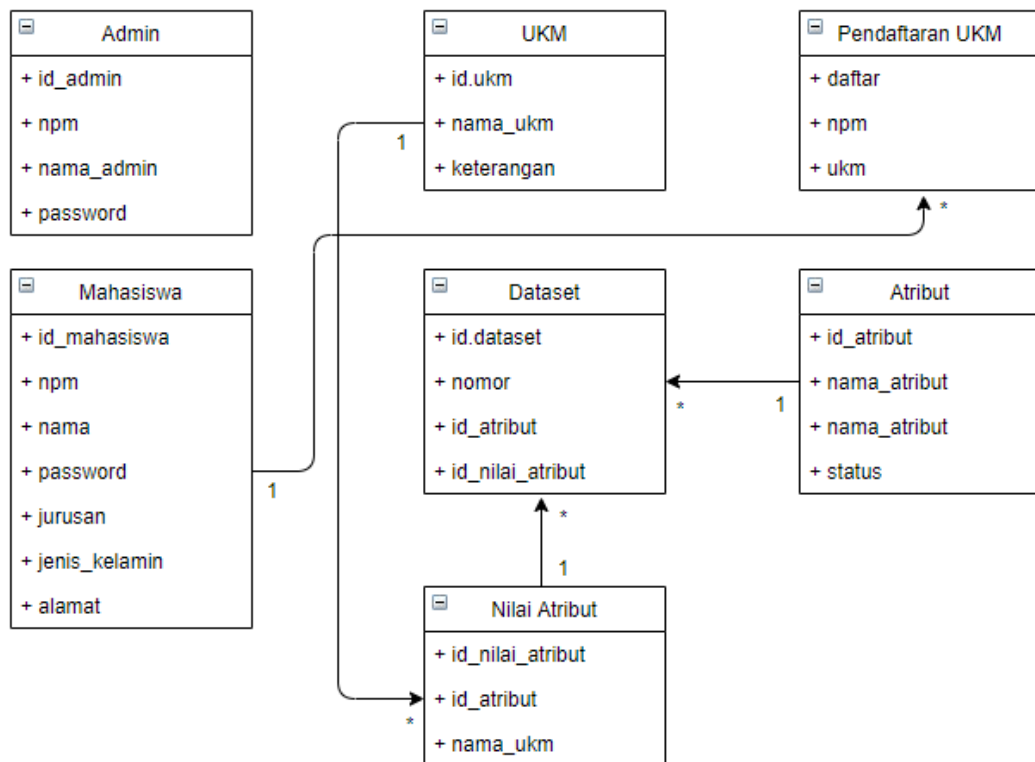 Admin
+ id_admin
+ npm
+ nama_admin
+ password
UKM
+ id.ukm
+ nama_ukm
+ keterangan
1
Pendaftaran UKM
+ daftar
+ npm
+ ukm
*
Mahasiswa
+ id_mahasiswa
+ npm
+ nama
+ password
+ jurusan
+ jenis_kelamin
+ alamat
1
Dataset
+ id.dataset
+ nomor
+ id_atribut
+ id_nilai_atribut
*
*
1
Atribut
+ id_atribut
+ nama_atribut
+ nama_atribut
+ status
1
Nilai Atribut
+ id_nilai_atribut
+ id_atribut
+ nama_ukm
*